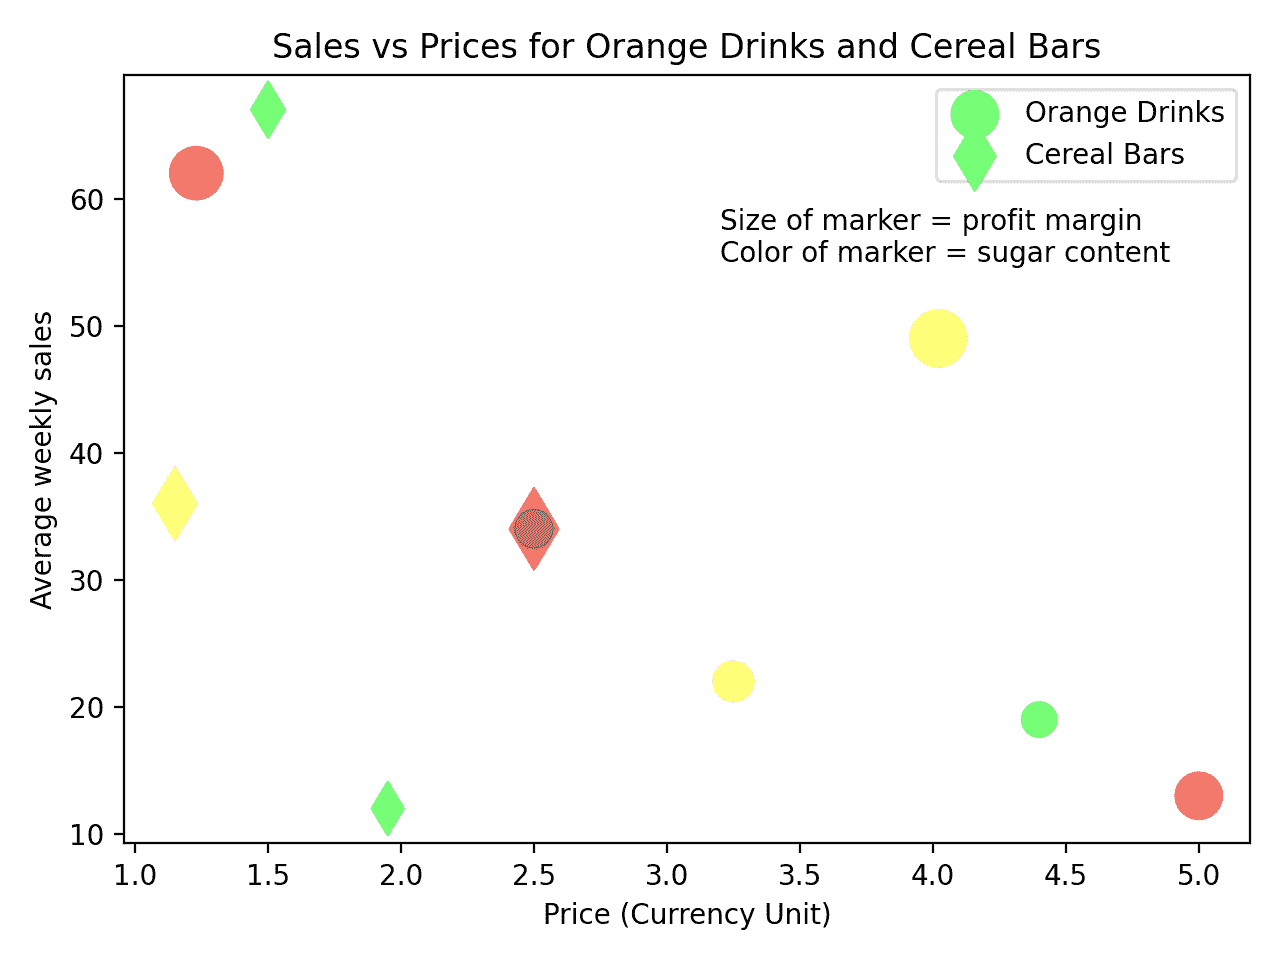 Sales vs Prices for Orange Drinks and Cereal Bars
Orange Drinks
Cereal Bars
Size of marker = profit margin
Color of marker = sugar content
Average weekly sales
60
50
40
30
20
10
1.0 1.5 2.0 2.5 3.0 3.5 4.0 4.5 5.0
Price (Currency Unit)